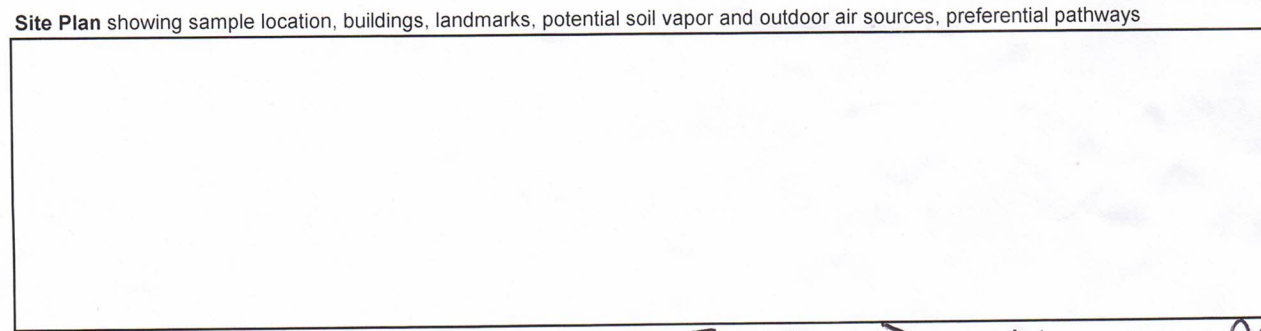 Site Plan showing sample location, buildings, landmarks, potential soil vapor and outdoor air sources, preferential pathways